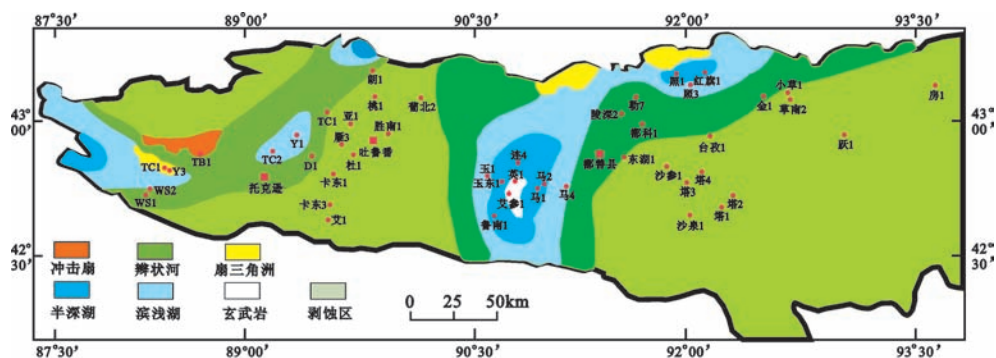 87°30′ 89°00′ 90°30′ 92°00′ 93°30′
43°00′ 43°00′
42°30′ 42°30′
朗1
桃1
葡北2
TC1
亚1
胜南1
Y1
吐鲁番
TC2
D1
杜1
TB1
TC1
Y3
托克逊
卡东1
WS2
WS1
卡东3
艾1
照1
红旗1
照3
小草1
金1
草南2
房1
勒7
陵深2
鄯科1
台孜1
跃1
连4
鄯善县
东湖1
玉1
英1
玉东1
马2
沙参1
塔4
艾参1
马1
马4
塔3
塔2
鲁南1
塔1
沙泉1
冲击扇 辫状河 扇三角洲
半深湖 滨浅湖 玄武岩 剥蚀区
0 25 50km
87°30′ 89°00′ 90°30′ 92°00′ 93°30′